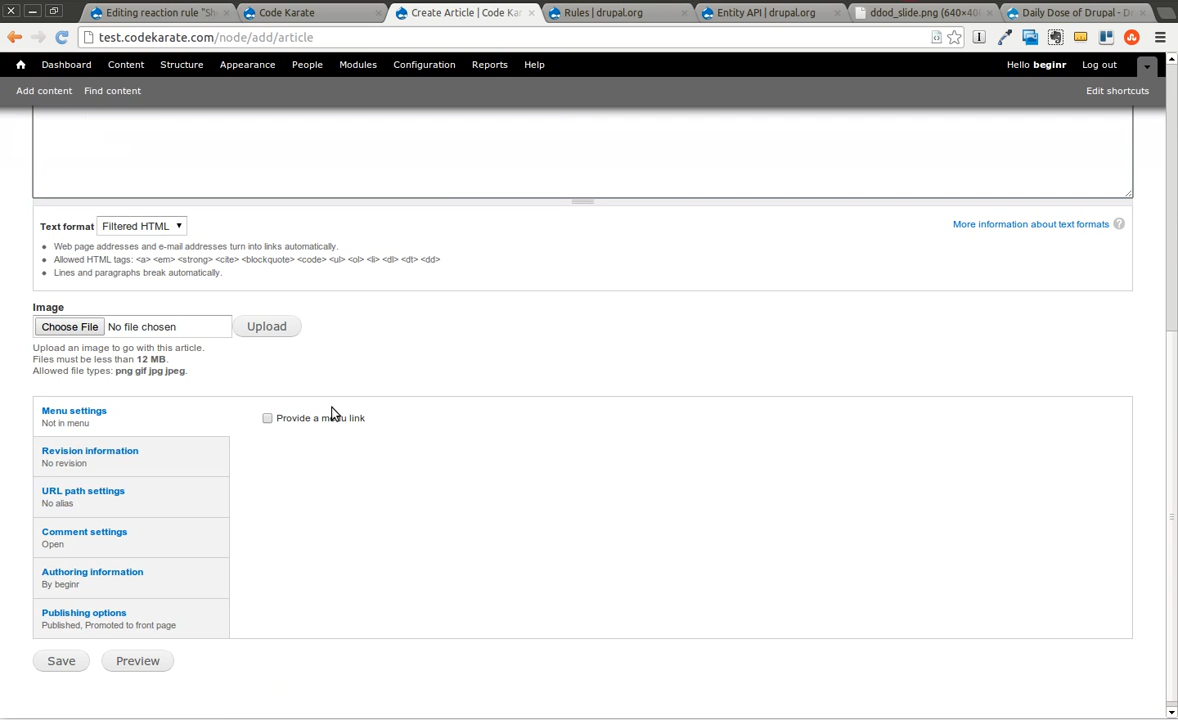 Editing reaction rule "Sh
Code Karate
Create Article | Code Kar
Rules | drupal.org
Entity API | drupal.org
ddod_slide.png (640×40
Daily Dose of Drupal - D
test.codekarate.com/node/add/article
Dashboard Content Structure Appearance People Modules Configuration Reports Help
Hello beginr Log out
Add content Find content
Edit shortcuts
Text format Filtered HTML
More information about text formats ?
Web page addresses and e-mail addresses turn into links automatically.
Allowed HTML tags: <a> <em> <strong> <cite> <blockquote> <code> <ul> <ol> <li> <dl> <dt> <dd>
Lines and paragraphs break automatically.
Image
Choose File No file chosen Upload
Upload an image to go with this article.
Files must be less than 12 MB.
Allowed file types: png gif jpg jpeg.
Menu settings
Not in menu
Provide a menu link
Revision information
No revision
URL path settings
No alias
Comment settings
Open
Authoring information
By beginr
Publishing options
Published, Promoted to front page
Save Preview